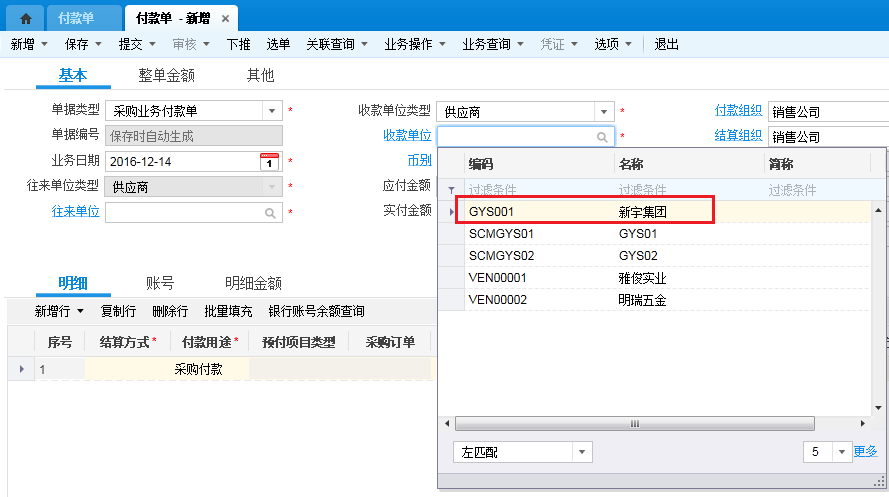 付款单 付款单 - 新增 ×
新增 保存 提交 审核 下推 选单 关联查询 业务操作 业务查询 凭证 选项 退出
基本 整单金额 其他
单据类型 采购业务付款单 * 收款单位类型 供应商 * 付款组织 销售公司
单据编号 保存时自动生成 收款单位 * 结算组织 销售公司
业务日期 2016-12-14 1 * 币别
往来单位类型 供应商 * 应付金额
往来单位 * 实付金额
编码 名称 简称
过滤条件 过滤条件 过滤条件
GYS001 新宇集团
SCMGYS01 GYS01
SCMGYS02 GYS02
VEN00001 雅俊实业
VEN00002 明瑞五金
左匹配 5 更多
明细 账号 明细金额
新增行 复制行 删除行 批量填充 银行账号余额查询
序号 结算方式* 付款用途* 预付项目类型 采购订单
1 采购付款